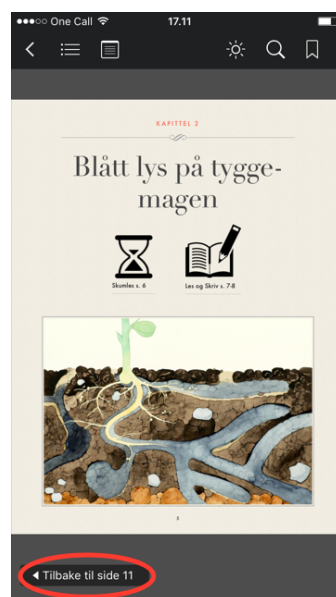 One Call 17.11
KAPITTEL 2
Blått lys på tygge-
magen
Skumles s. 6 Les og Skriv s. 7-8
Tilbake til side 11